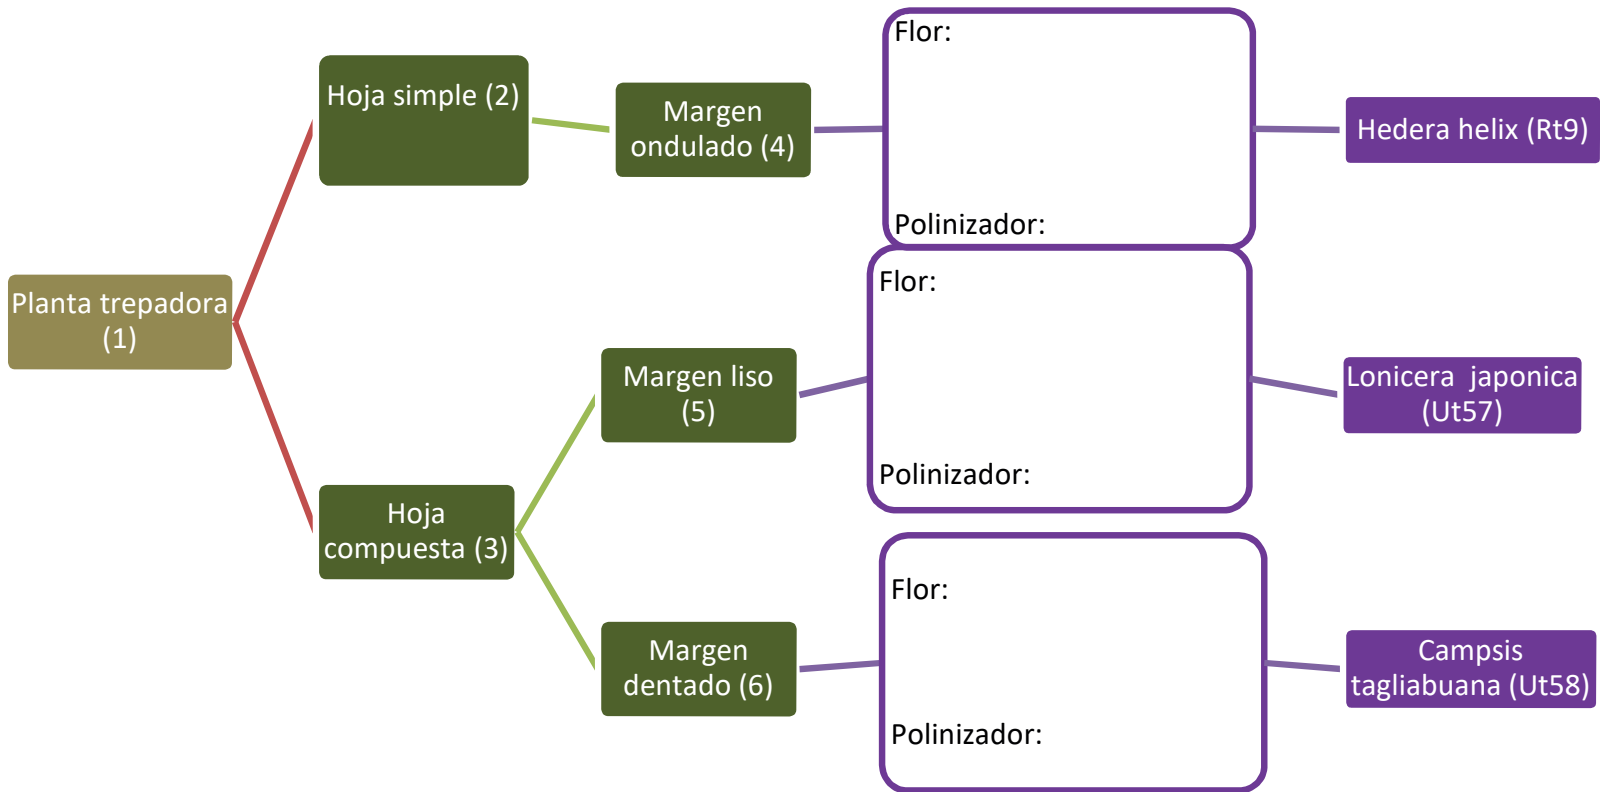 Planta trepadora
(1)
Hoja simple (2)
Margen
ondulado (4)
Flor:
Polinizador:
Hedera helix (Rt9)
Hoja
compuesta (3)
Margen liso
(5)
Flor:
Polinizador:
Lonicera  japonica
(Ut57)
Margen
dentado (6)
Flor:
Polinizador:
Campsis
tagliabuana (Ut58)